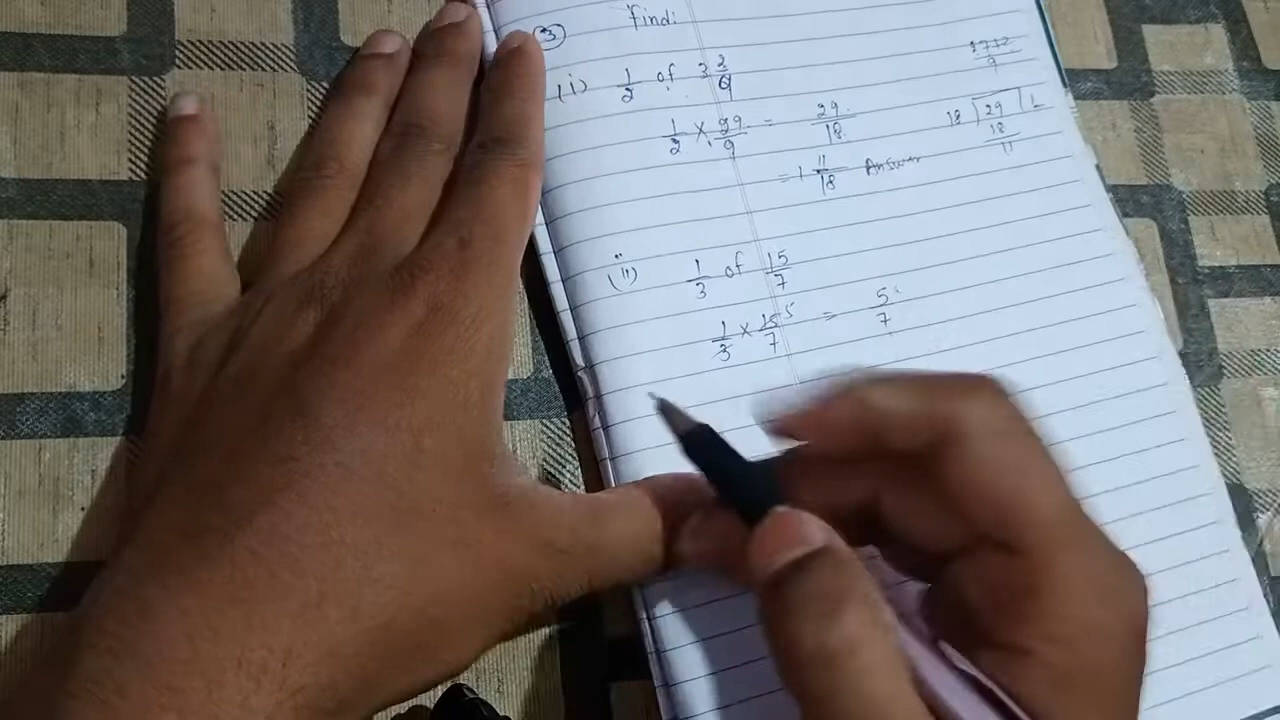 (3) Find:
(i) 1/2 of 3 2/9
1/2 × 29/9 = 29/18
= 1 11/18 Answer
18 ) 29 ( 1
18
11
(ii) 1/3 of 15/7
1/3 × 15/7 5 = 5/7